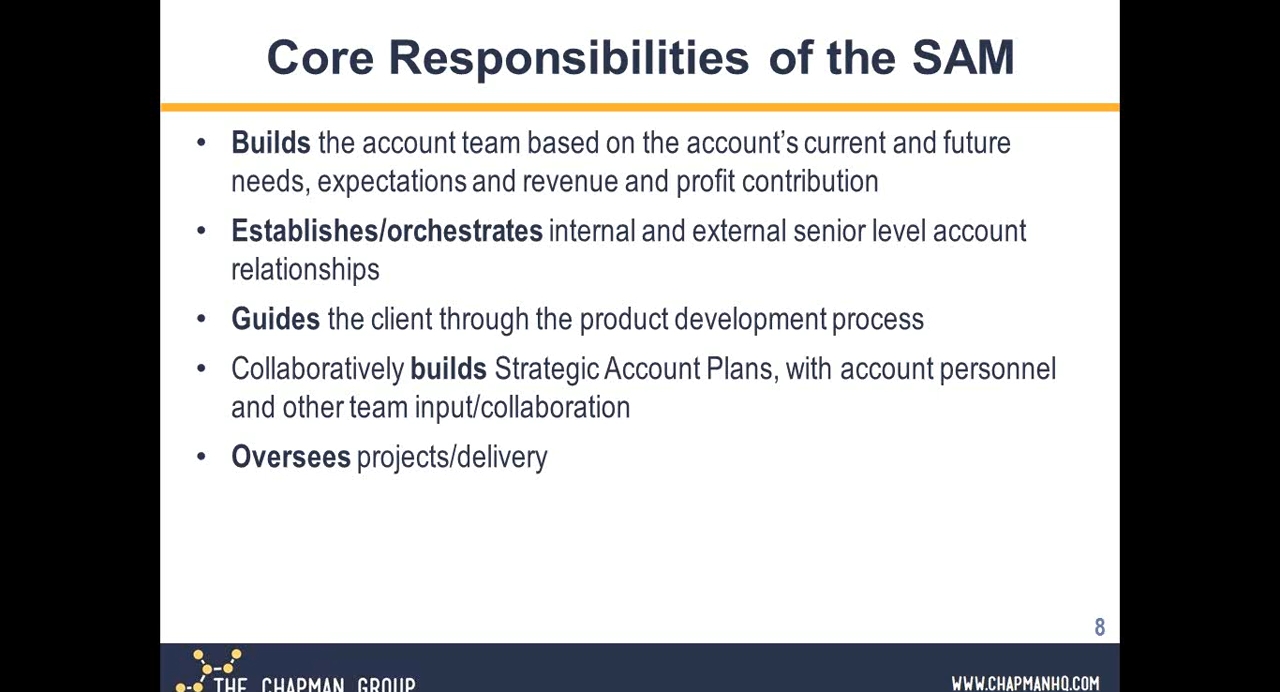 Core Responsibilities of the SAM
• Builds the account team based on the account's current and future
needs, expectations and revenue and profit contribution
• Establishes/orchestrates internal and external senior level account
relationships
• Guides the client through the product development process
• Collaboratively builds Strategic Account Plans, with account personnel
and other team input/collaboration
• Oversees projects/delivery
8
THE CHAPMAN GROUP
WWW.CHAPMANHQ.COM